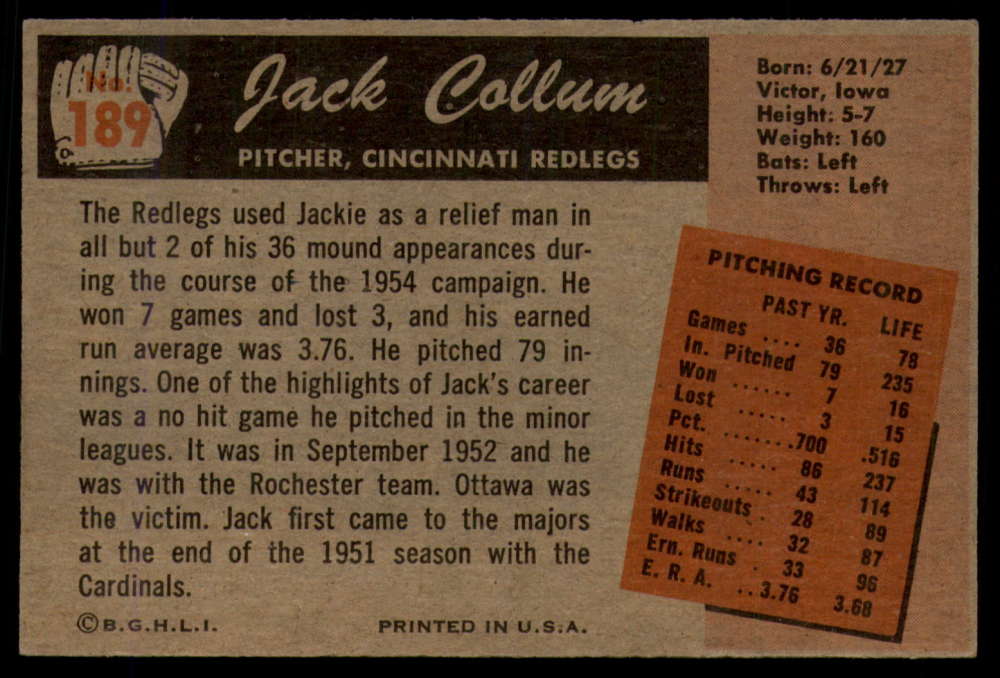 No.
189
Jack Collum
PITCHER, CINCINNATI REDLEGS
Born: 6/21/27
Victor, Iowa
Height: 5-7
Weight: 160
Bats: Left
Throws: Left
The Redlegs used Jackie as a relief man in
all but 2 of his 36 mound appearances dur-
ing the course of the 1954 campaign. He
won 7 games and lost 3, and his earned
run average was 3.76. He pitched 79 in-
nings. One of the highlights of Jack's career
was a no hit game he pitched in the minor
leagues. It was in September 1952 and he
was with the Rochester team. Ottawa was
the victim. Jack first came to the majors
at the end of the 1951 season with the
Cardinals.
PITCHING RECORD
PAST YR. LIFE
Games .... 36 78
In. Pitched 79 235
Won ...... 7 16
Lost ..... 3 15
Pct. .......700 .516
Hits ..... 86 237
Runs ..... 43 114
Strikeouts . 28 89
Walks .... 32 87
Ern. Runs . 33 96
E. R. A. ..3.76 3.68
©B.G.H.L.I. PRINTED IN U.S.A.